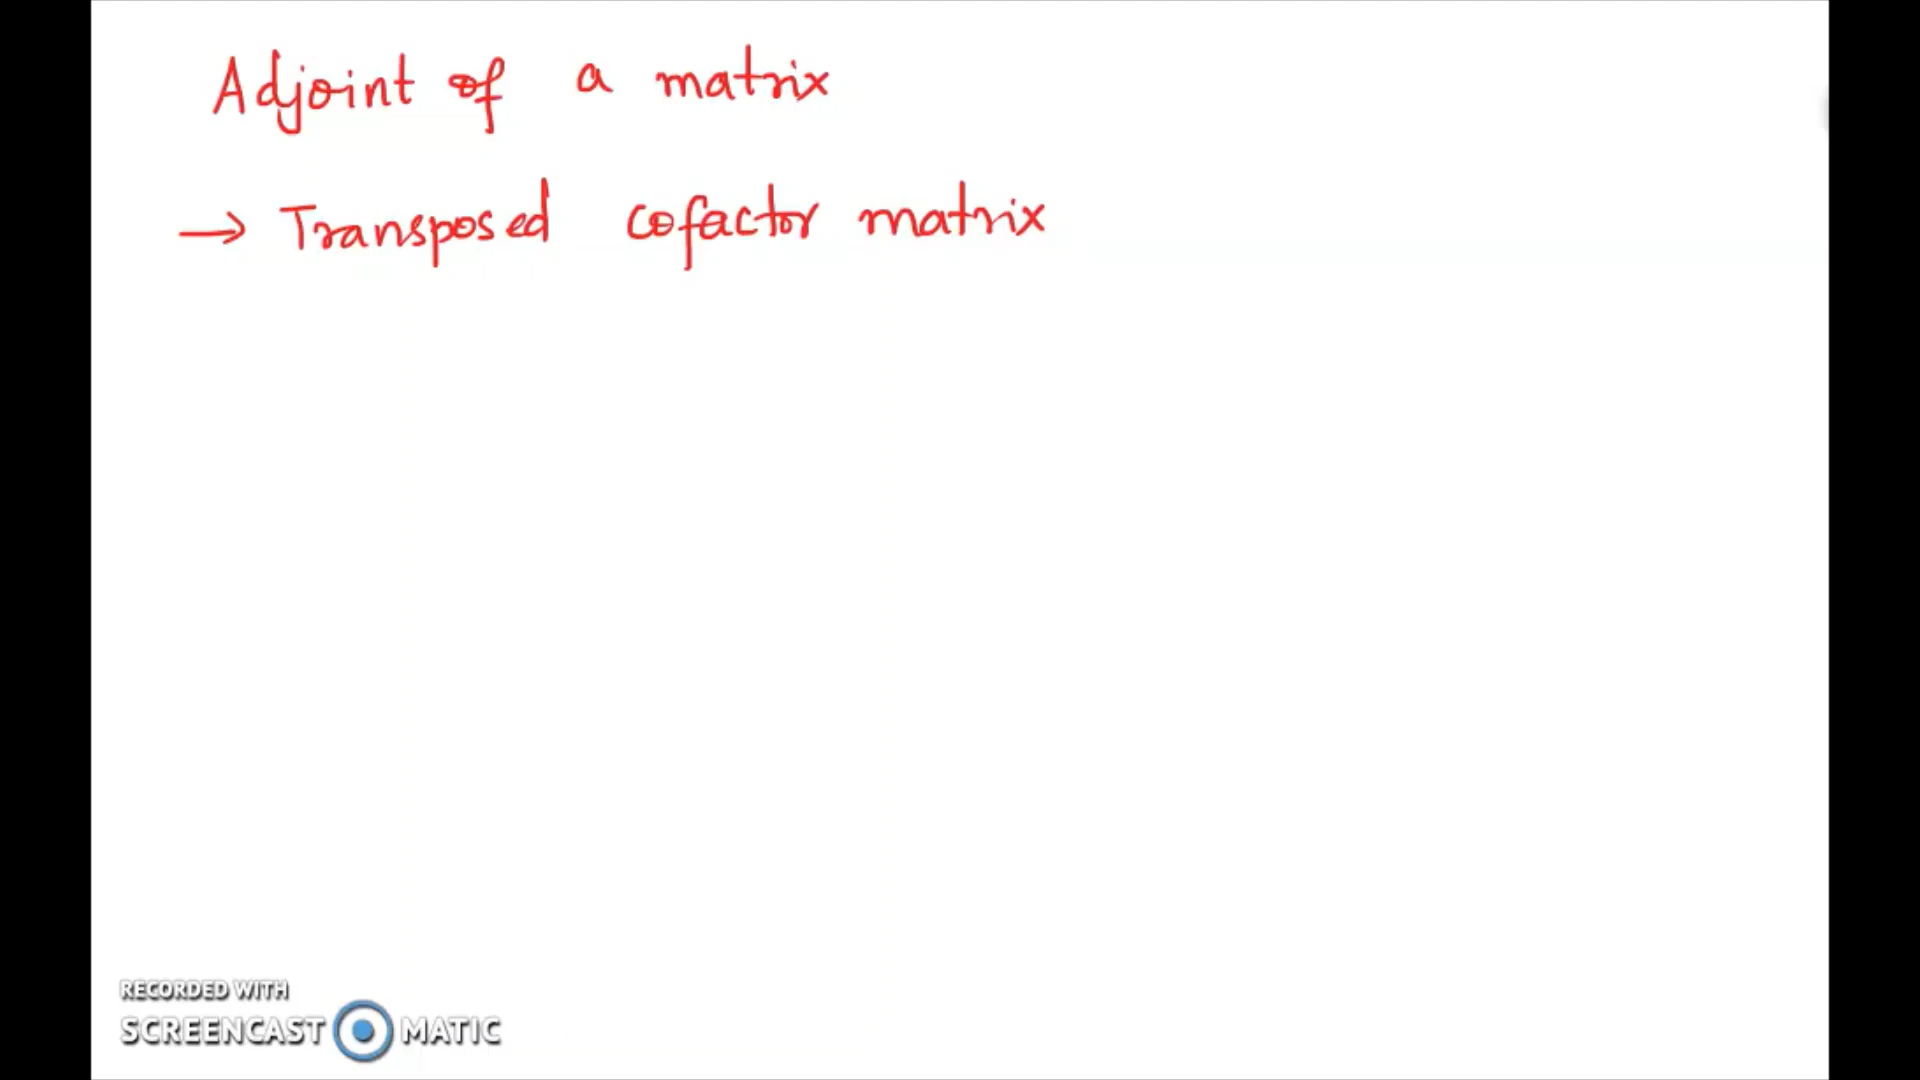 Adjoint of a matrix
→ Transposed cofactor matrix
RECORDED WITH
SCREENCAST MATIC